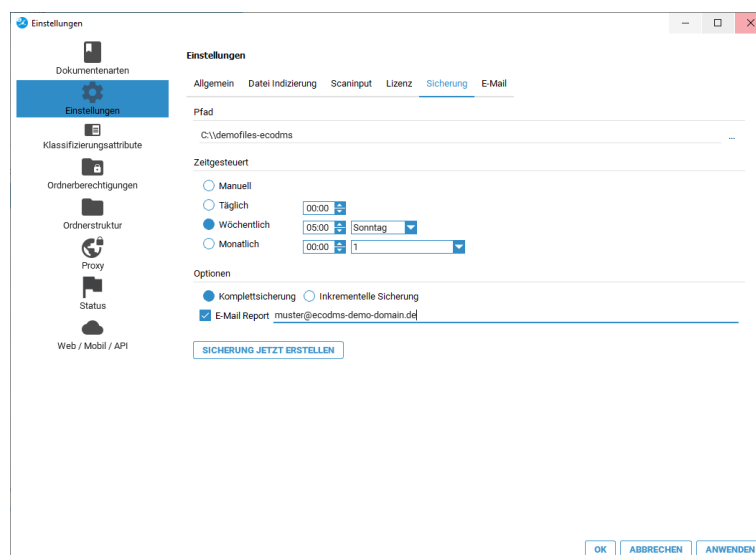 Einstellungen
Dokumentenarten
Einstellungen
Klassifizierungsattribute
Ordnerberechtigungen
Ordnerstruktur
Proxy
Status
Web / Mobil / API
Einstellungen
Allgemein Datei Indizierung Scaninput Lizenz Sicherung E-Mail
Pfad
C:\\demofiles-ecodms ...
Zeitgesteuert
Manuell
Täglich 00:00
Wöchentlich 05:00 Sonntag
Monatlich 00:00 1
Optionen
Komplettsicherung Inkrementelle Sicherung
E-Mail Report muster@ecodms-demo-domain.de
SICHERUNG JETZT ERSTELLEN
OK ABBRECHEN ANWENDEN